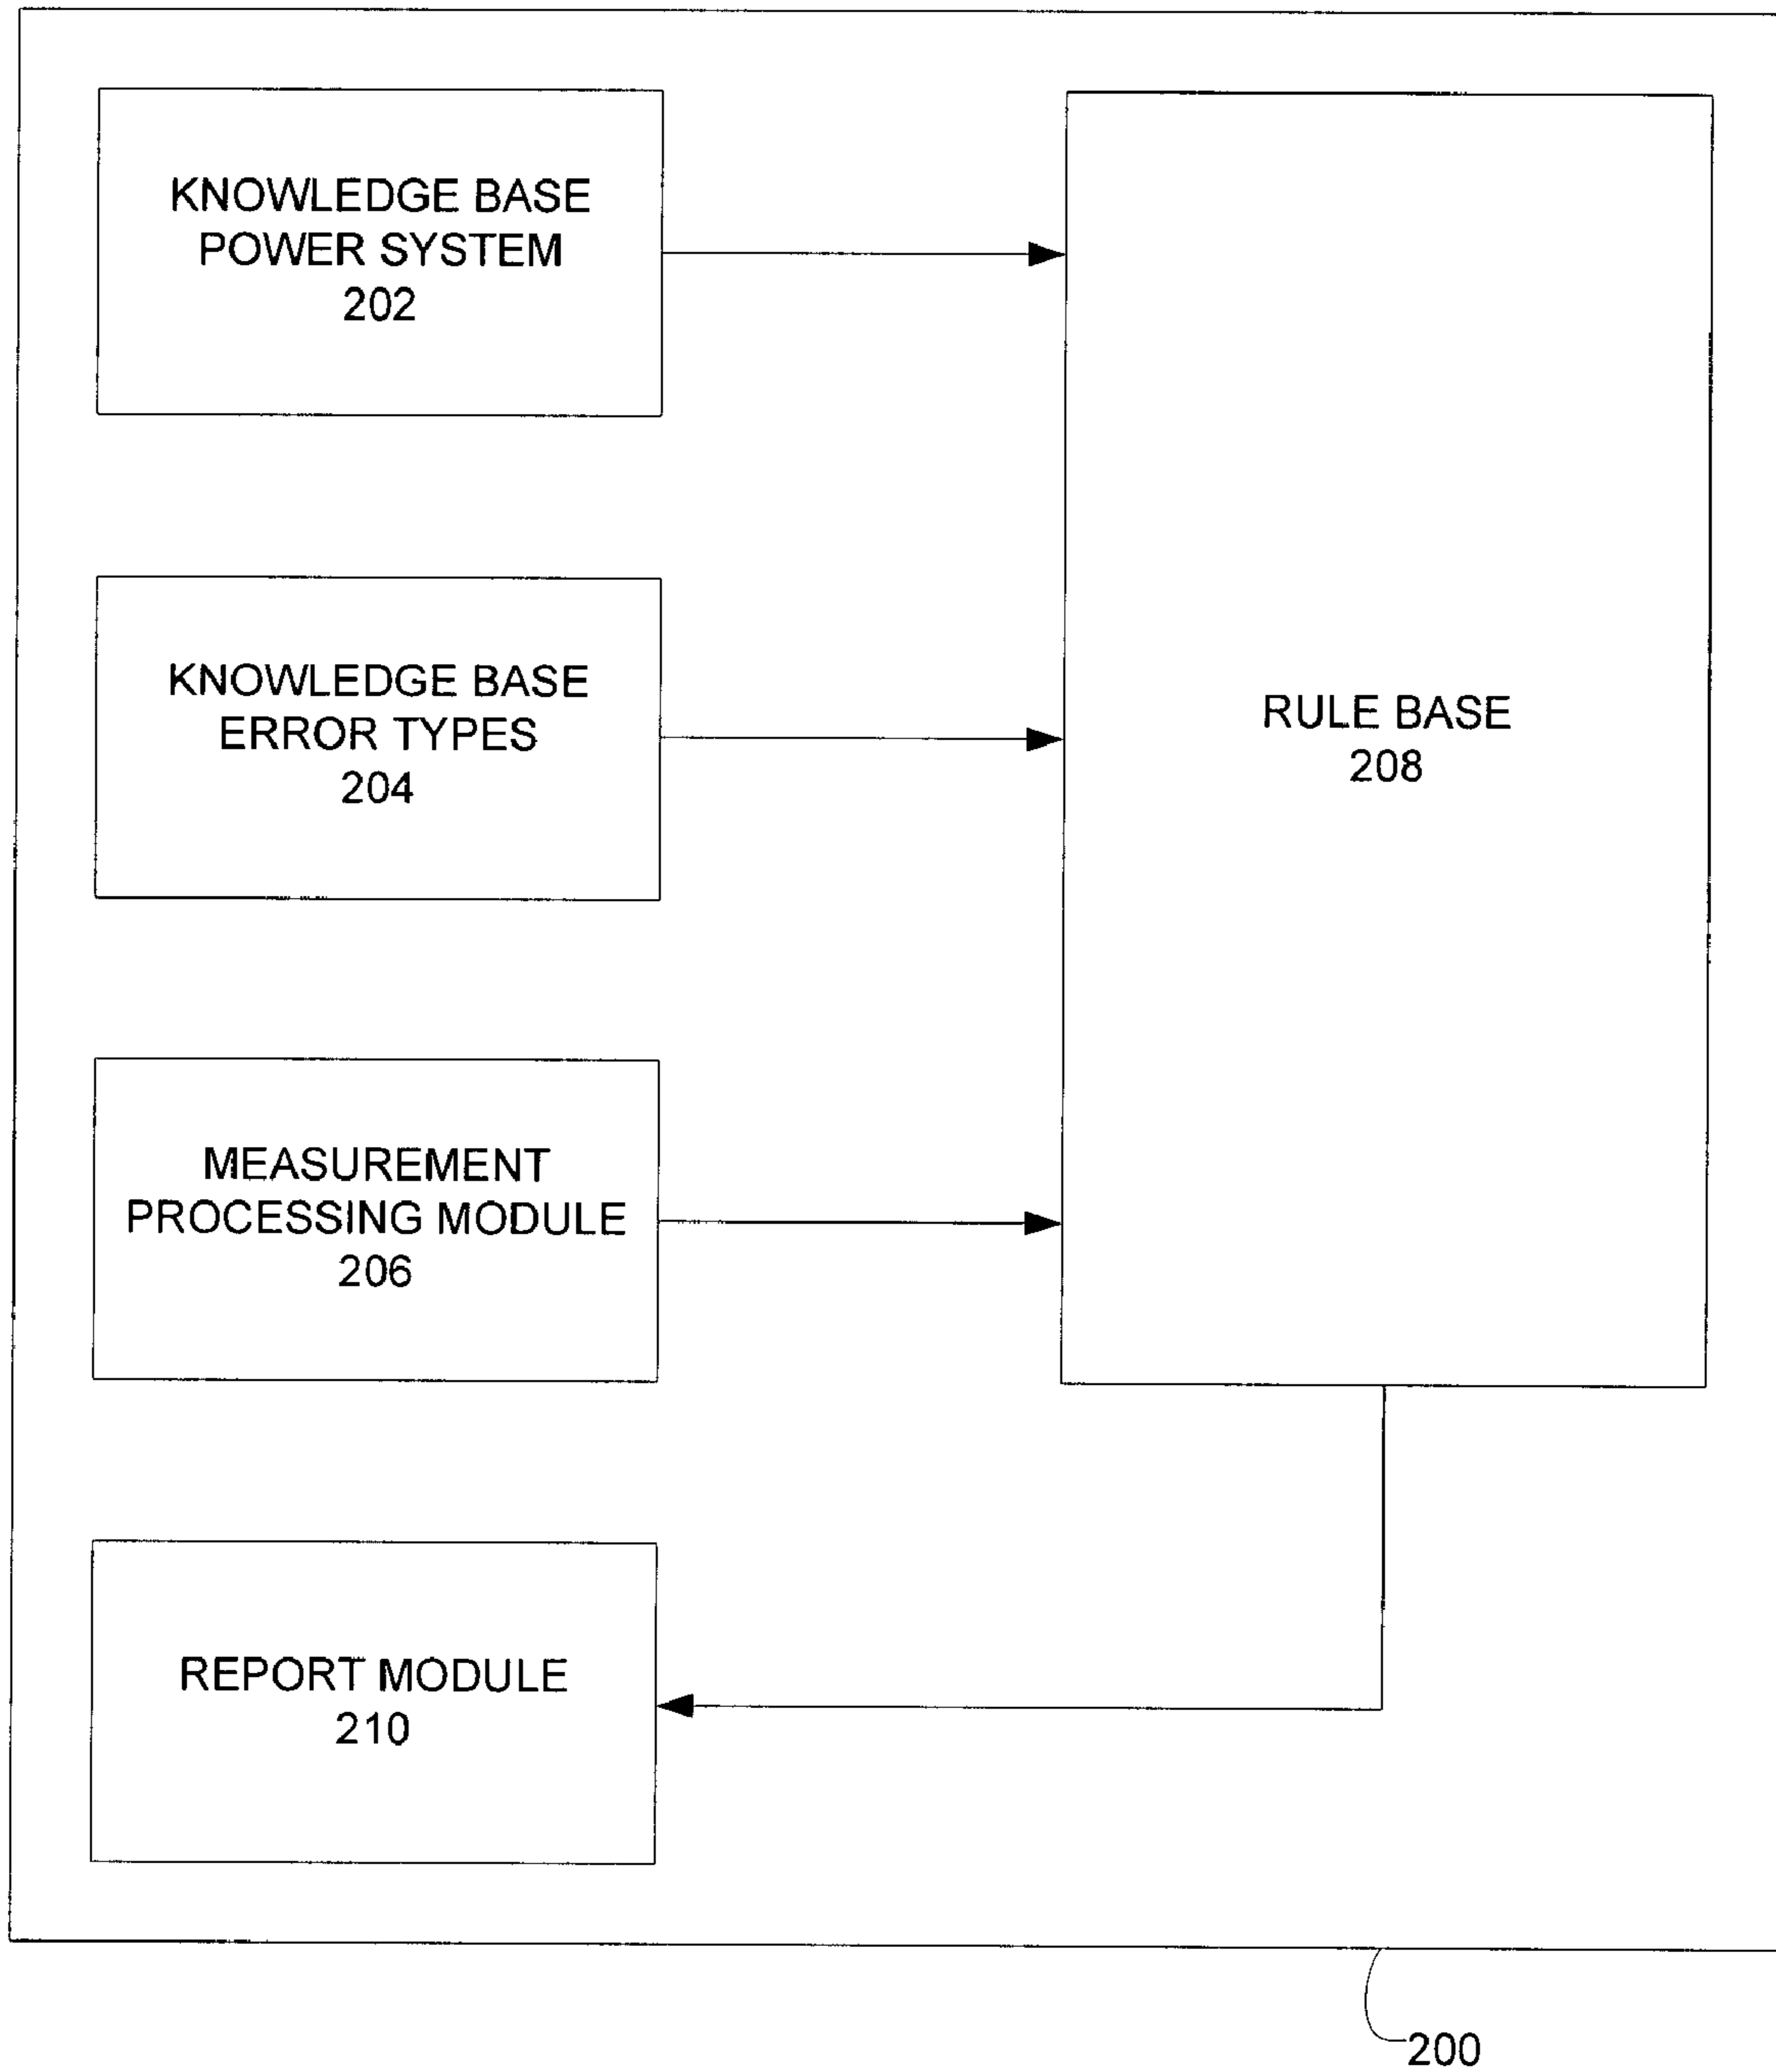 KNOWLEDGE BASE
POWER SYSTEM
202
KNOWLEDGE BASE
ERROR TYPES
204
MEASUREMENT
PROCESSING MODULE
206
RULE BASE
208
REPORT MODULE
210
200